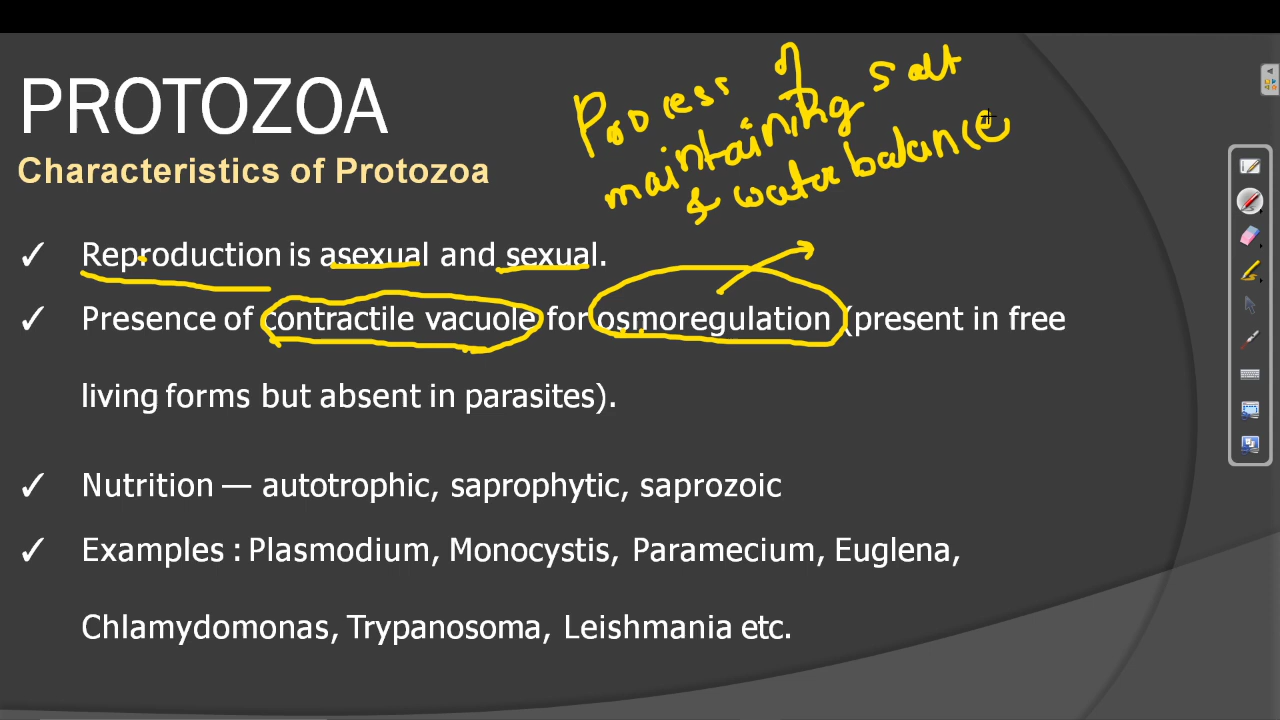 PROTOZOA
Process of
maintaining salt
& water balance
Characteristics of Protozoa
✓ Reproduction is asexual and sexual.
✓ Presence of contractile vacuole for osmoregulation (present in free
living forms but absent in parasites).
✓ Nutrition — autotrophic, saprophytic, saprozoic
✓ Examples : Plasmodium, Monocystis, Paramecium, Euglena,
Chlamydomonas, Trypanosoma, Leishmania etc.